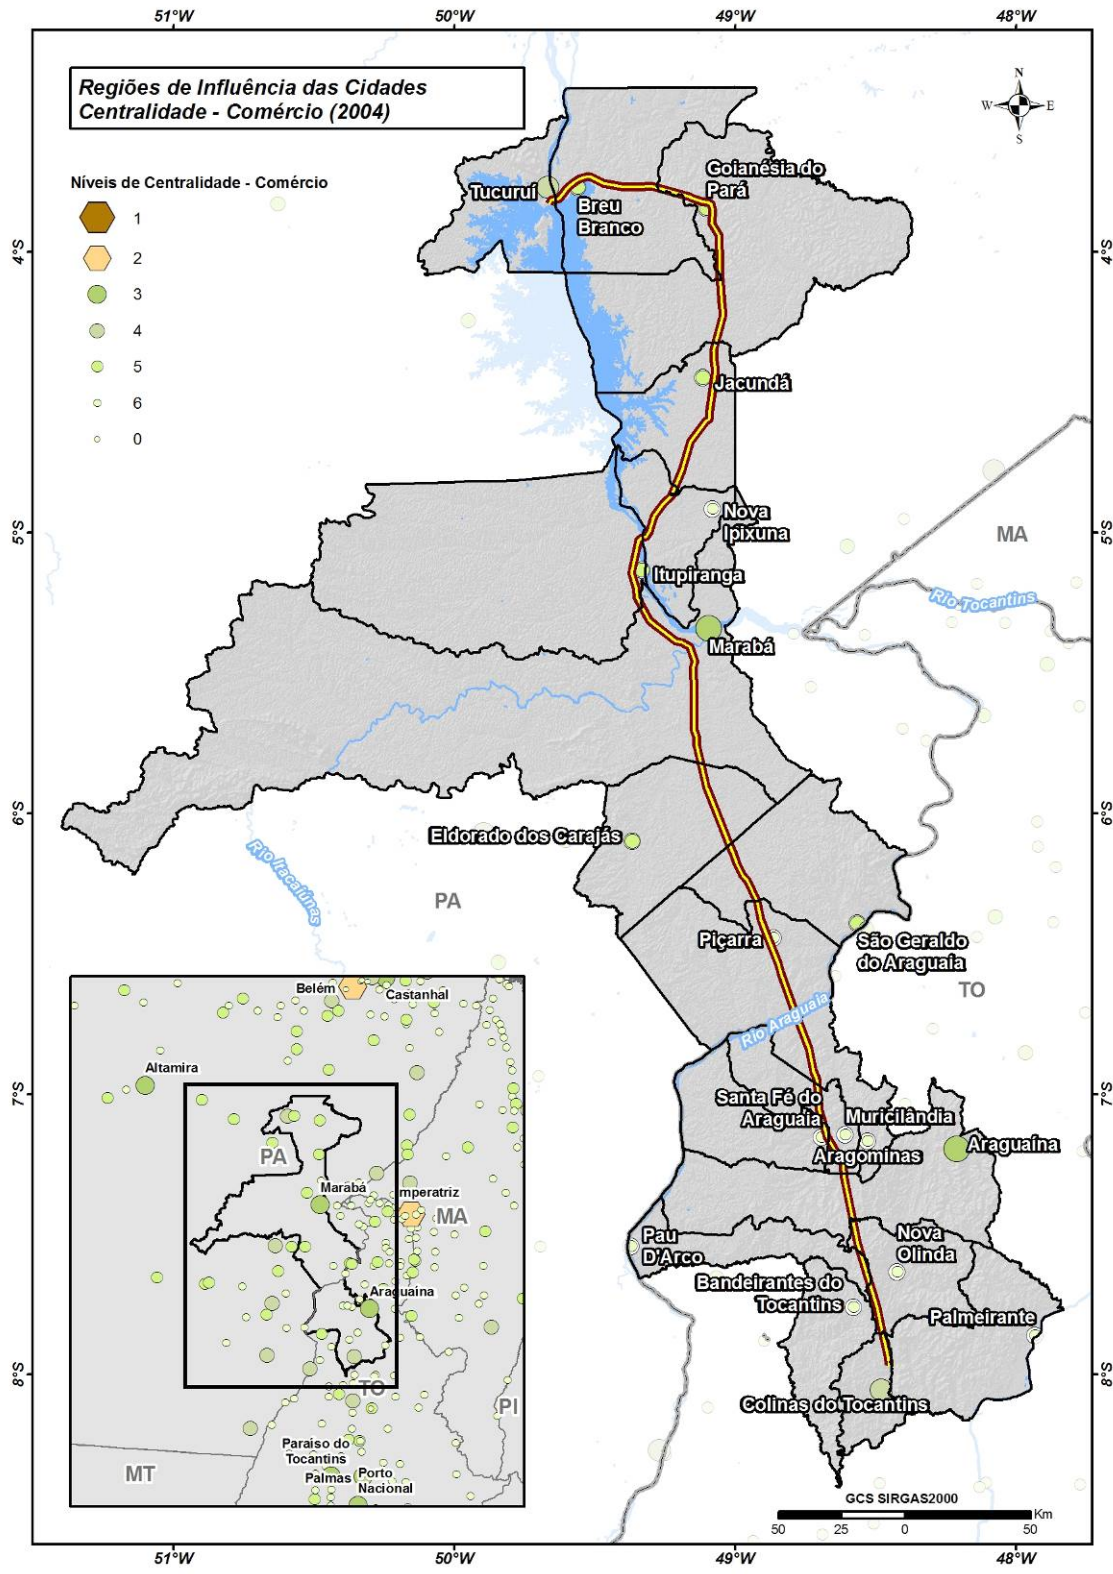 51°W
50°W
49°W
48°W
Regiões de Influência das Cidades
Centralidade - Comércio (2004)
N
W
E
S
Níveis de Centralidade - Comércio
1
2
3
4
5
6
0
4°S
5°S
6°S
7°S
8°S
4°S
5°S
6°S
7°S
8°S
Tucuruí
Breu
Branco
Goianésia do
Pará
Jacundá
Nova
Ipixuna
Itupiranga
Marabá
MA
Rio Tocantins
Eldorado dos Carajás
Rio Itacaiúnas
PA
Piçarra
São Geraldo
do Araguaia
TO
Rio Araguaia
Santa Fé do
Araguaia
Muricilândia
Aragominas
Araguaína
Pau
D'Arco
Nova
Olinda
Bandeirantes do
Tocantins
Palmeirante
Colinas do Tocantins
Belém
Castanhal
Altamira
PA
Marabá
mperatriz
MA
Araguaína
TO
PI
MT
Paraiso do
Tocantins
Palmas
Porto
Nacional
GCS SIRGAS2000
Km
50
25
0
50
51°W
50°W
49°W
48°W